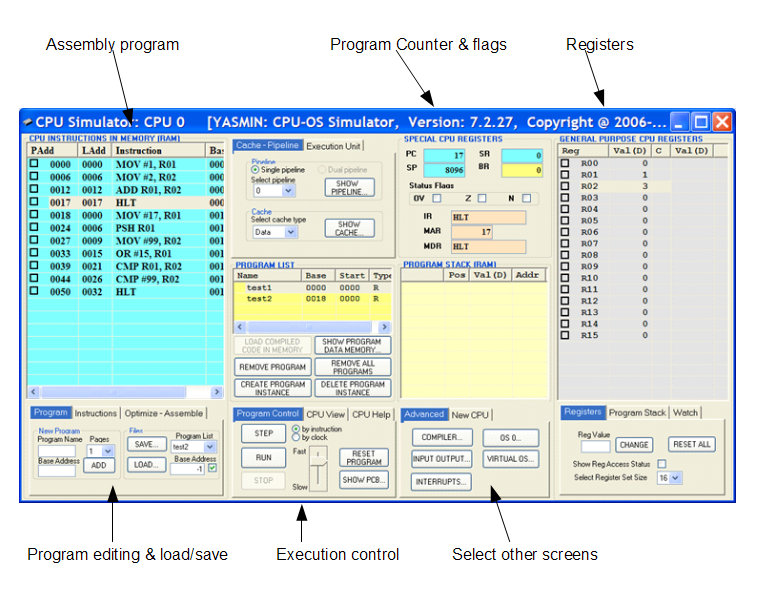 Assembly program
Program Counter & flags
Registers
CPU Simulator: CPU 0 [YASMIN: CPU-OS Simulator, Version: 7.2.27, Copyright @ 2006-...
CPU INSTRUCTIONS IN MEMORY (RAM)
PAdd LAdd Instruction Ba
0000 0000 MOV #1, R01 000
0006 0006 MOV #2, R02 000
0012 0012 ADD R01, R02 000
0017 0017 HLT 000
0018 0000 MOV #17, R01 001
0024 0006 PSH R01 001
0027 0009 MOV #99, R02 001
0033 0015 OR #15, R01 001
0039 0021 CMP R01, R02 001
0044 0026 CMP #99, R02 001
0050 0032 HLT 001
Program Instructions Optimize - Assemble
New Program
Program Name Pages
1
Base Address
ADD
Files
SAVE...
LOAD...
Program List
test2
Base Address
-1
Cache - Pipeline Execution Unit
Pipeline
Single pipeline Dual pipeline
Select pipeline
0
SHOW PIPELINE...
Cache
Select cache type
Data
SHOW CACHE...
PROGRAM LIST
Name Base Start Type
test1 0000 0000 R
test2 0018 0000 R
LOAD COMPILED CODE IN MEMORY
SHOW PROGRAM DATA MEMORY...
REMOVE PROGRAM
REMOVE ALL PROGRAMS
CREATE PROGRAM INSTANCE
DELETE PROGRAM INSTANCE
Program Control CPU View CPU Help
STEP
RUN
STOP
by instruction
by clock
Fast
Slow
RESET PROGRAM
SHOW PCB...
SPECIAL CPU REGISTERS
PC 17 SR 0
SP 8096 BR 0
Status Flags
OV Z N
IR HLT
MAR 17
MDR HLT
PROGRAM STACK (RAM)
Pos Val(D) Addr
Advanced New CPU
COMPILER...
OS 0...
INPUT OUTPUT...
VIRTUAL OS...
INTERRUPTS...
GENERAL PURPOSE CPU REGISTERS
Reg Val(D) C Val(D)
R00 0
R01 1
R02 3
R03 0
R04 0
R05 0
R06 0
R07 0
R08 0
R09 0
R10 0
R11 0
R12 0
R13 0
R14 0
R15 0
Registers Program Stack Watch
Reg Value
CHANGE
RESET ALL
Show Reg Access Status
Select Register Set Size 16
Program editing & load/save
Execution control
Select other screens